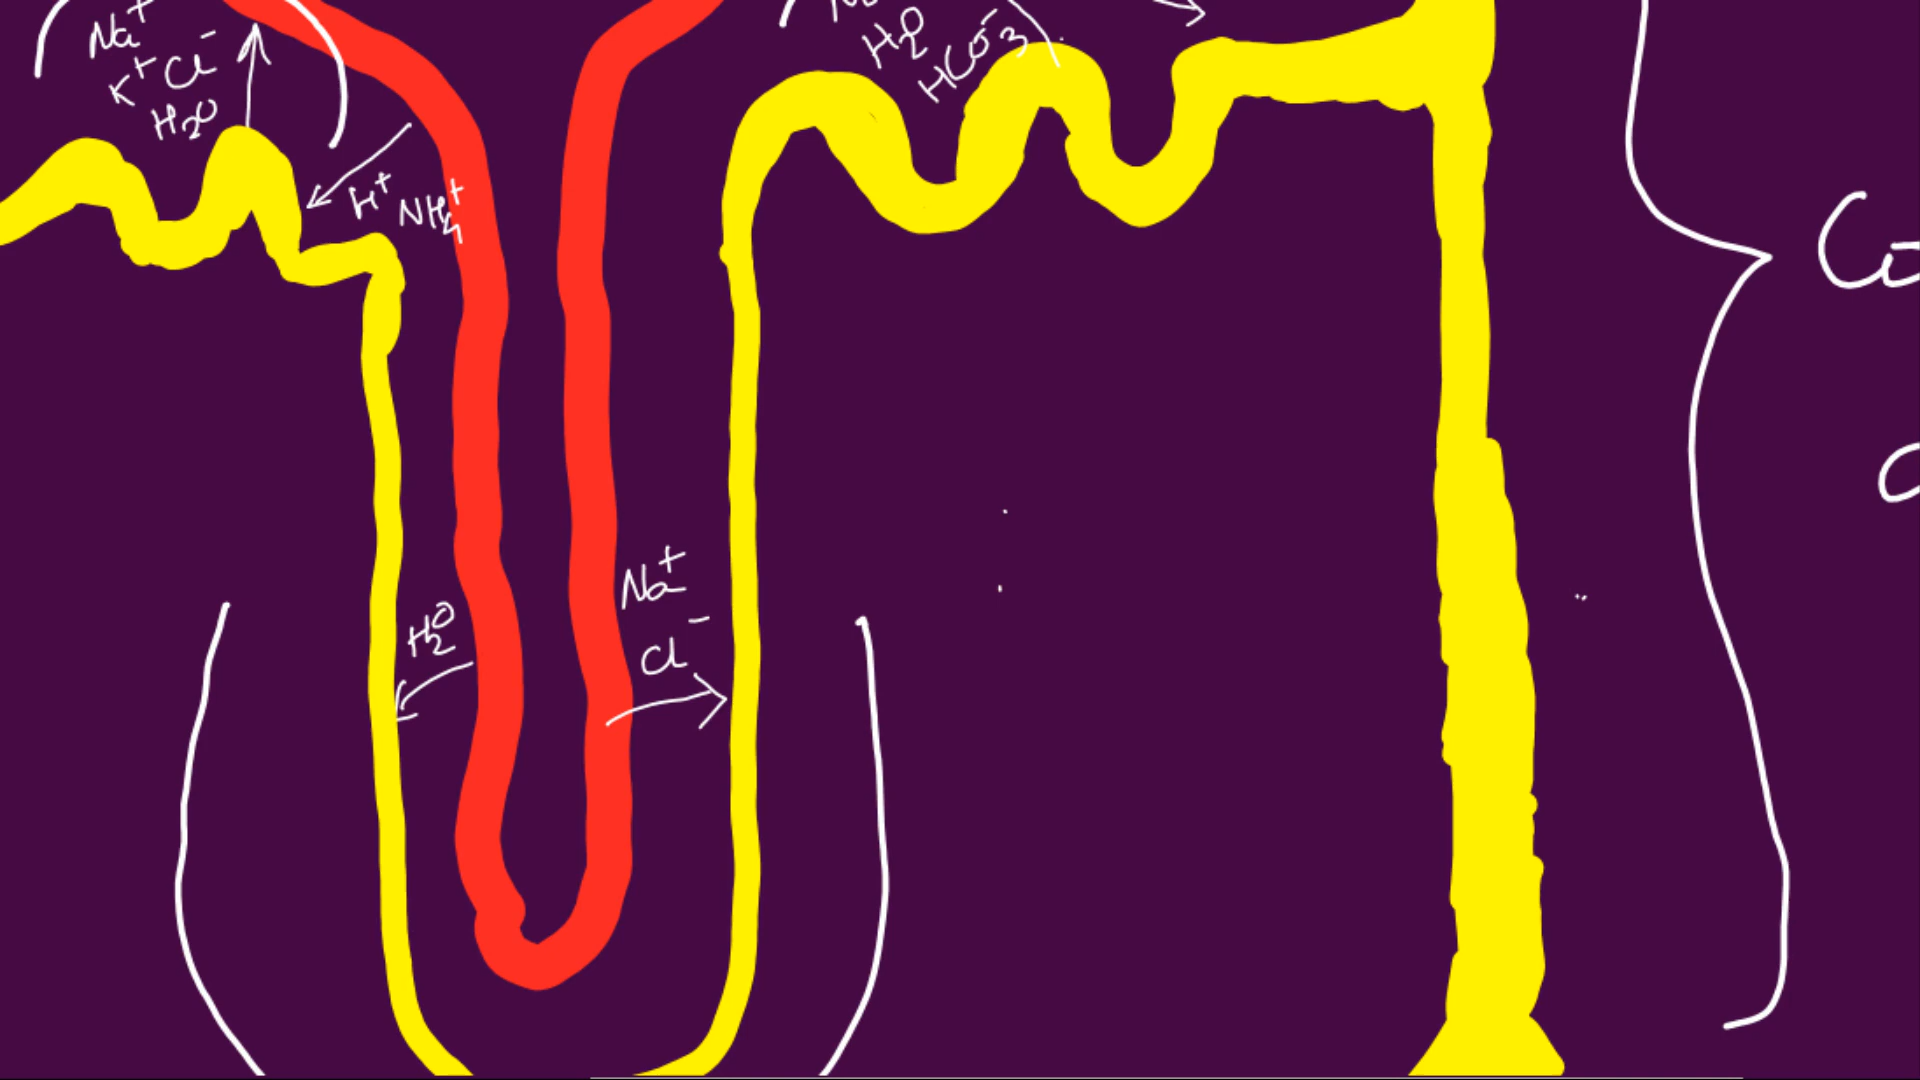 Na+
K+ Cl-
H2O
H2O
HCO3-
H+ NH4+
H2O
Na+
Cl-